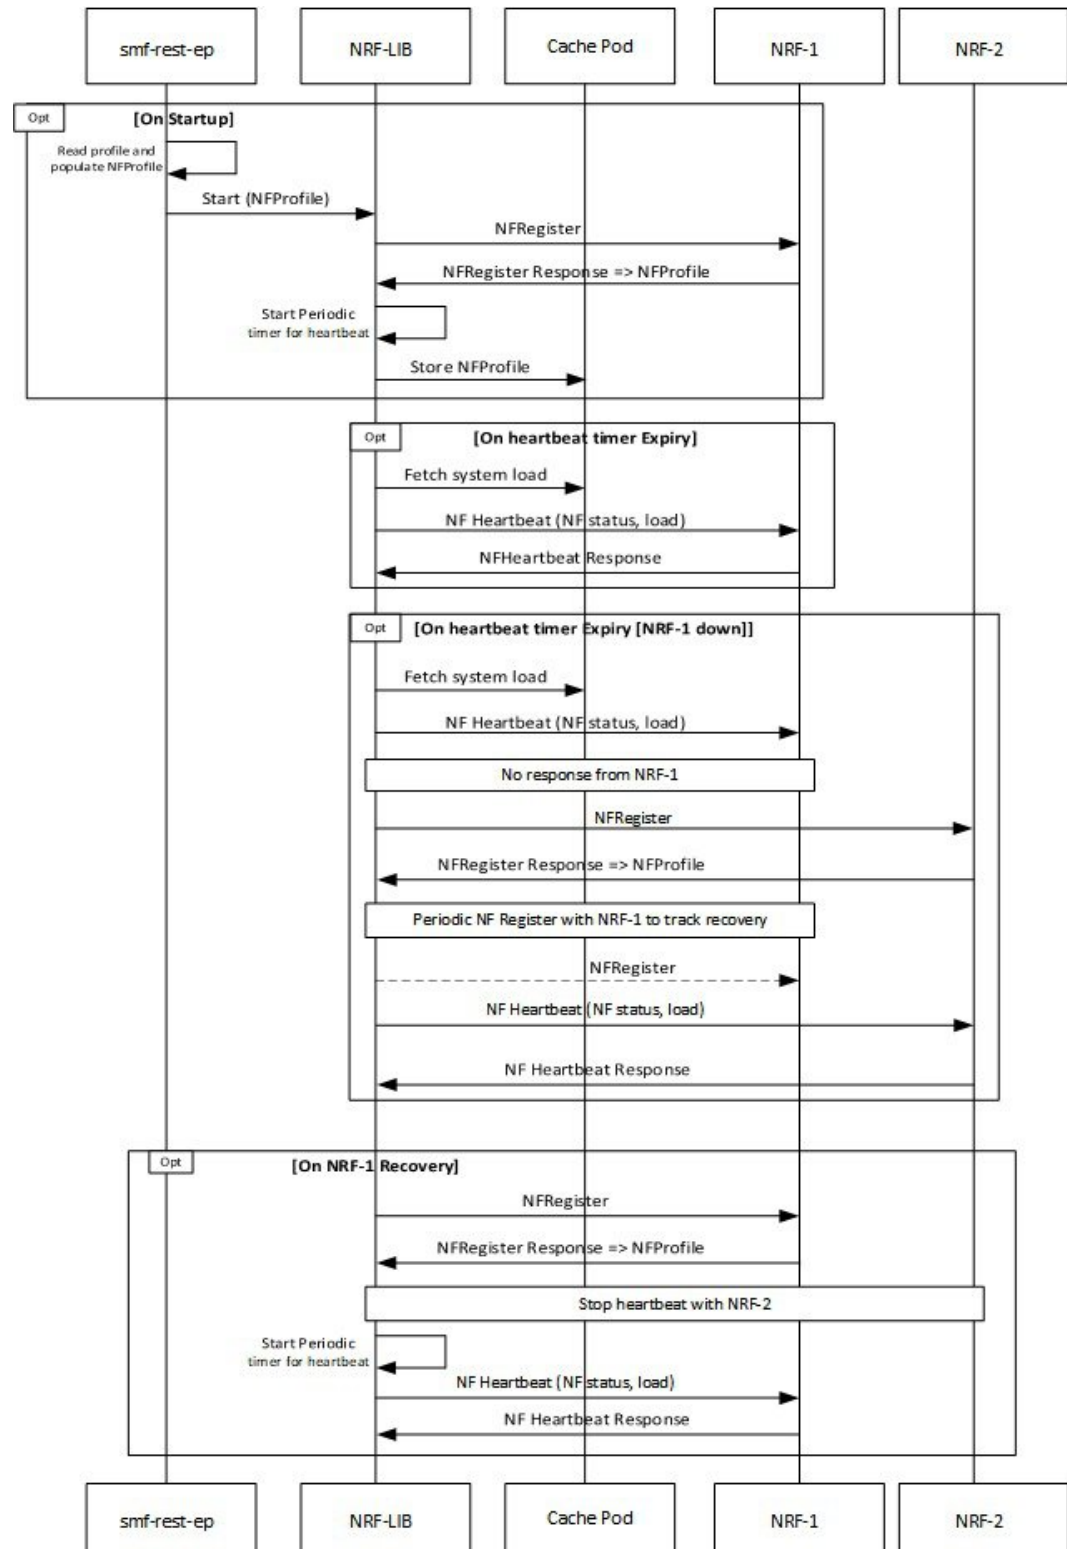 smf-rest-ep
NRF-LIB
Cache Pod
NRF-1
NRF-2
Opt
[On Startup]
Read profile and
populate NFProfile
Start (NFProfile)
NFRegister
NFRegister Response => NFProfile
Start Periodic
timer for heartbeat
Store NFProfile
Opt
[On heartbeat timer Expiry]
Fetch system load
NF Heartbeat (NF status, load)
NFHeartbeat Response
Opt
[On heartbeat timer Expiry [NRF-1 down]]
Fetch system load
NF Heartbeat (NF status, load)
No response from NRF-1
NFRegister
NFRegister Response => NFProfile
Periodic NF Register with NRF-1 to track recovery
NFRegister
NF Heartbeat (NF status, load)
NF Heartbeat Response
Opt
[On NRF-1 Recovery]
NFRegister
NFRegister Response => NFProfile
Stop heartbeat with NRF-2
Start Periodic
timer for heartbeat
NF Heartbeat (NF status, load)
NF Heartbeat Response
smf-rest-ep
NRF-LIB
Cache Pod
NRF-1
NRF-2